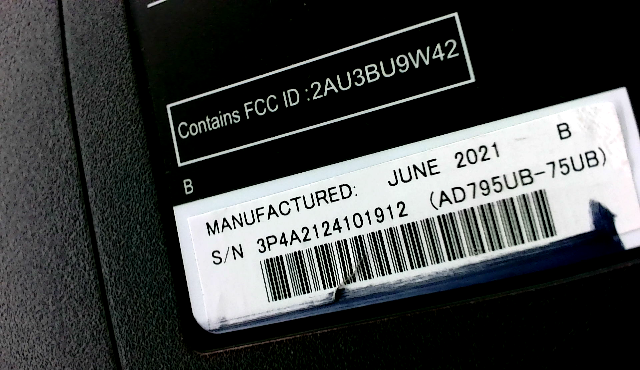 Contains FCC ID :2AU3BU9W42
B
MANUFACTURED: JUNE 2021 B
S/N 3P4A2124101912 (AD795UB-75UB)